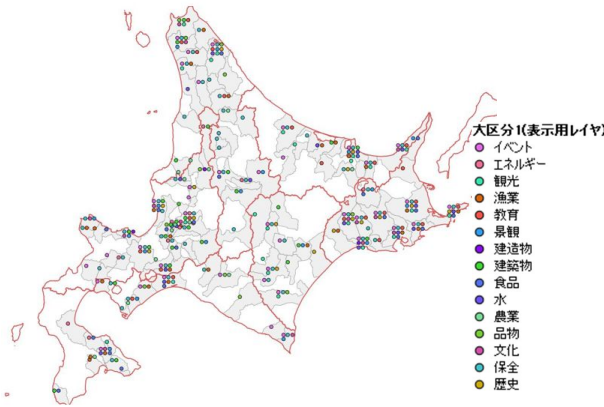 大区分1(表示用レイヤ)
イベント
エネルギー
観光
漁業
教育
景観
建造物
建築物
食品
水
農業
品物
文化
保全
歴史